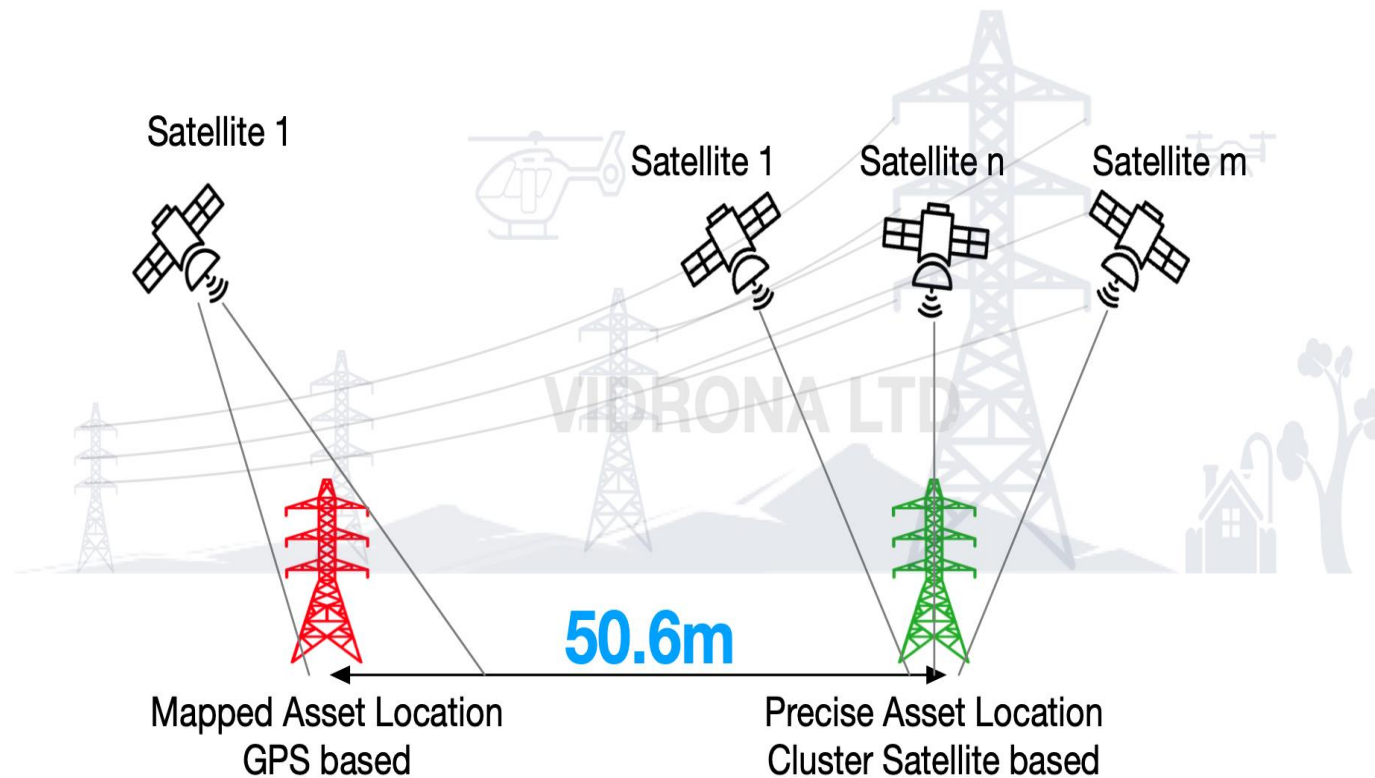 Satellite 1
Satellite 1
Satellite n
Satellite m
VIDRONA LTD
50.6m
Mapped Asset Location
GPS based
Precise Asset Location
Cluster Satellite based